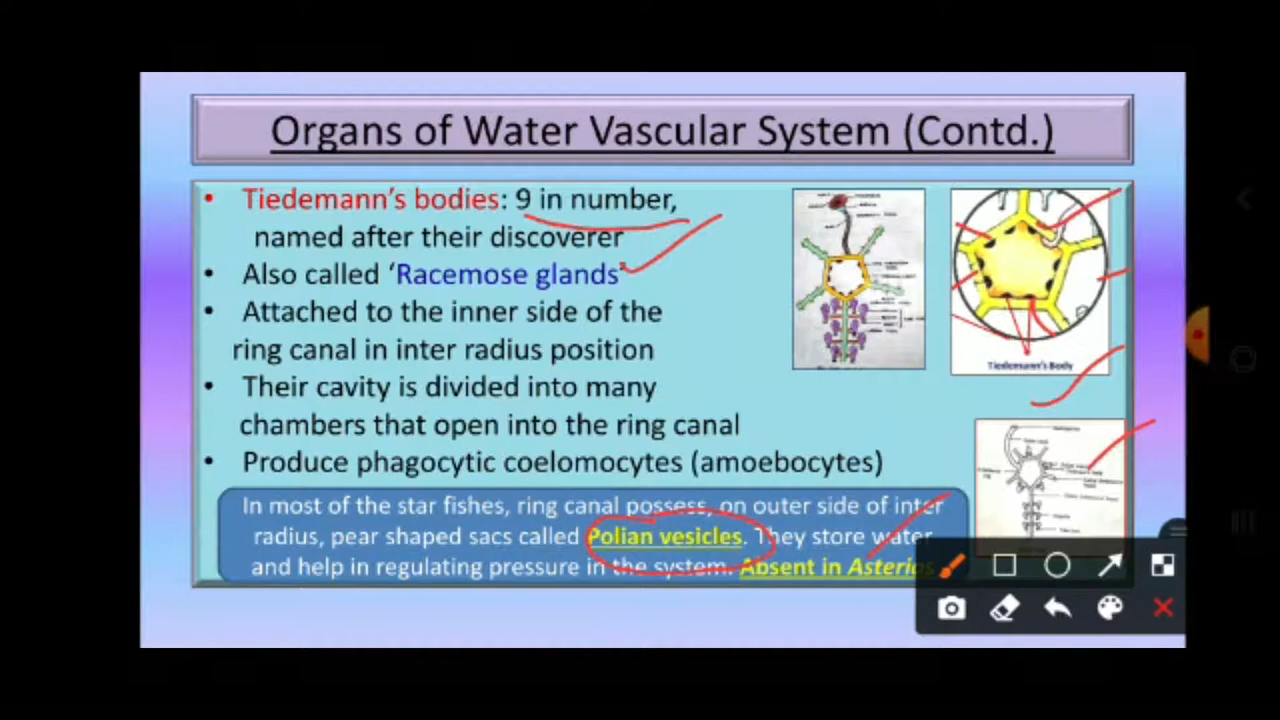 Organs of Water Vascular System (Contd.)
• Tiedemann's bodies: 9 in number,
named after their discoverer
• Also called 'Racemose glands'
• Attached to the inner side of the
ring canal in inter radius position
• Their cavity is divided into many
chambers that open into the ring canal
• Produce phagocytic coelomocytes (amoebocytes)
In most of the star fishes, ring canal possess, on outer side of inter
radius, pear shaped sacs called Polian vesicles. They store water
and help in regulating pressure in the system. Absent in Asterias
Tiedemann's Body